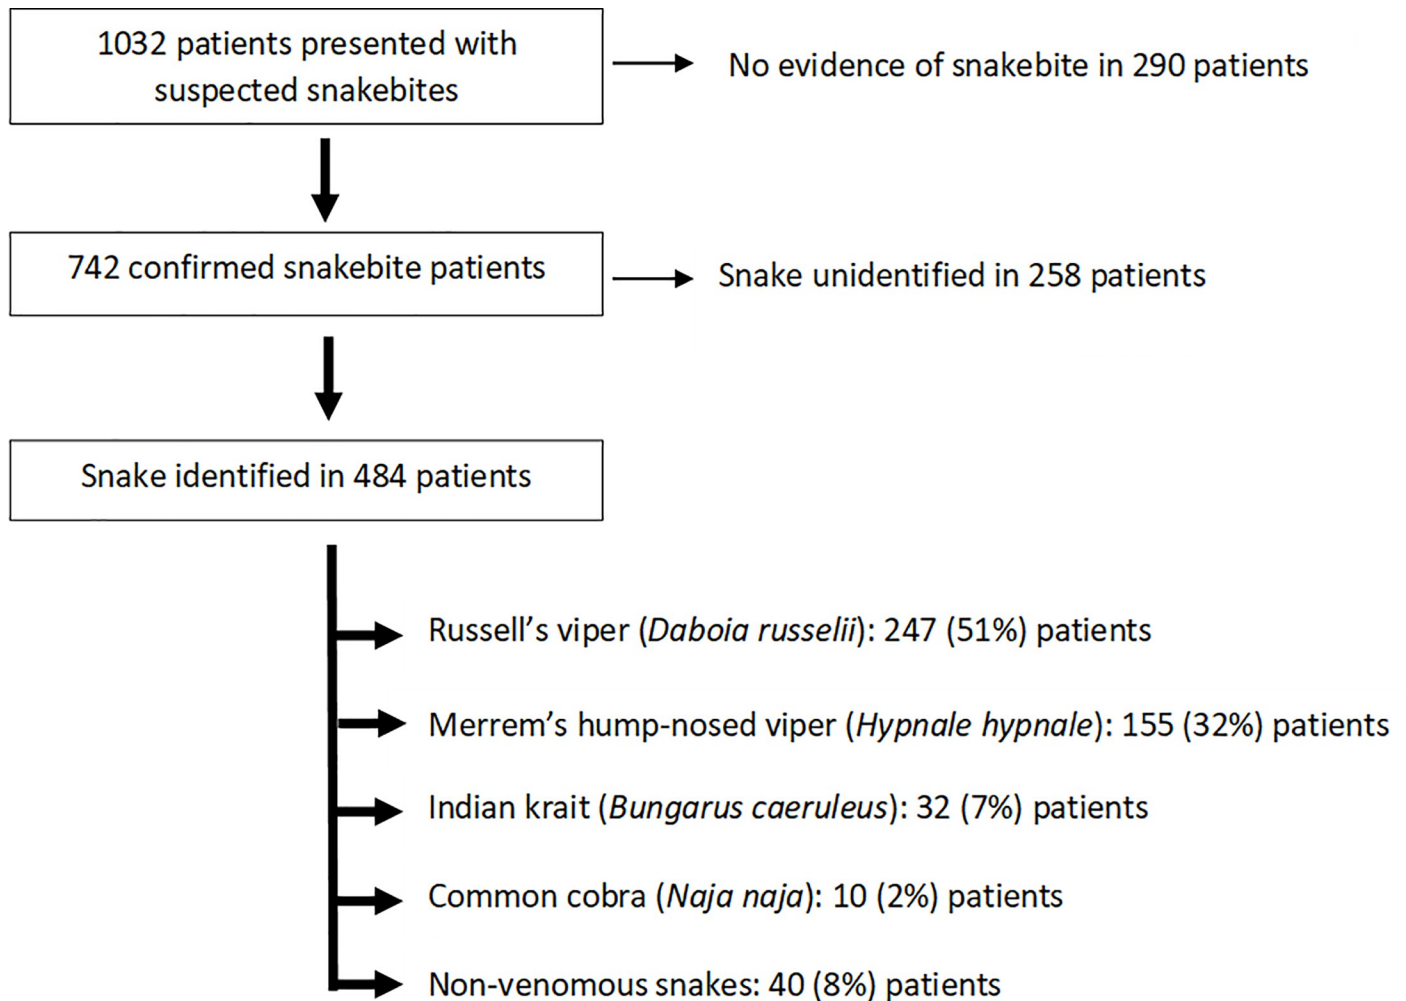 1032 patients presented with
suspected snakebites
No evidence of snakebite in 290 patients
742 confirmed snakebite patients
Snake unidentified in 258 patients
Snake identified in 484 patients
Russell’s viper (Daboia russelii): 247 (51%) patients
Merrem’s hump-nosed viper (Hypnale hypnale): 155 (32%) patients
Indian krait (Bungarus caeruleus): 32 (7%) patients
Common cobra (Naja naja): 10 (2%) patients
Non-venomous snakes: 40 (8%) patients